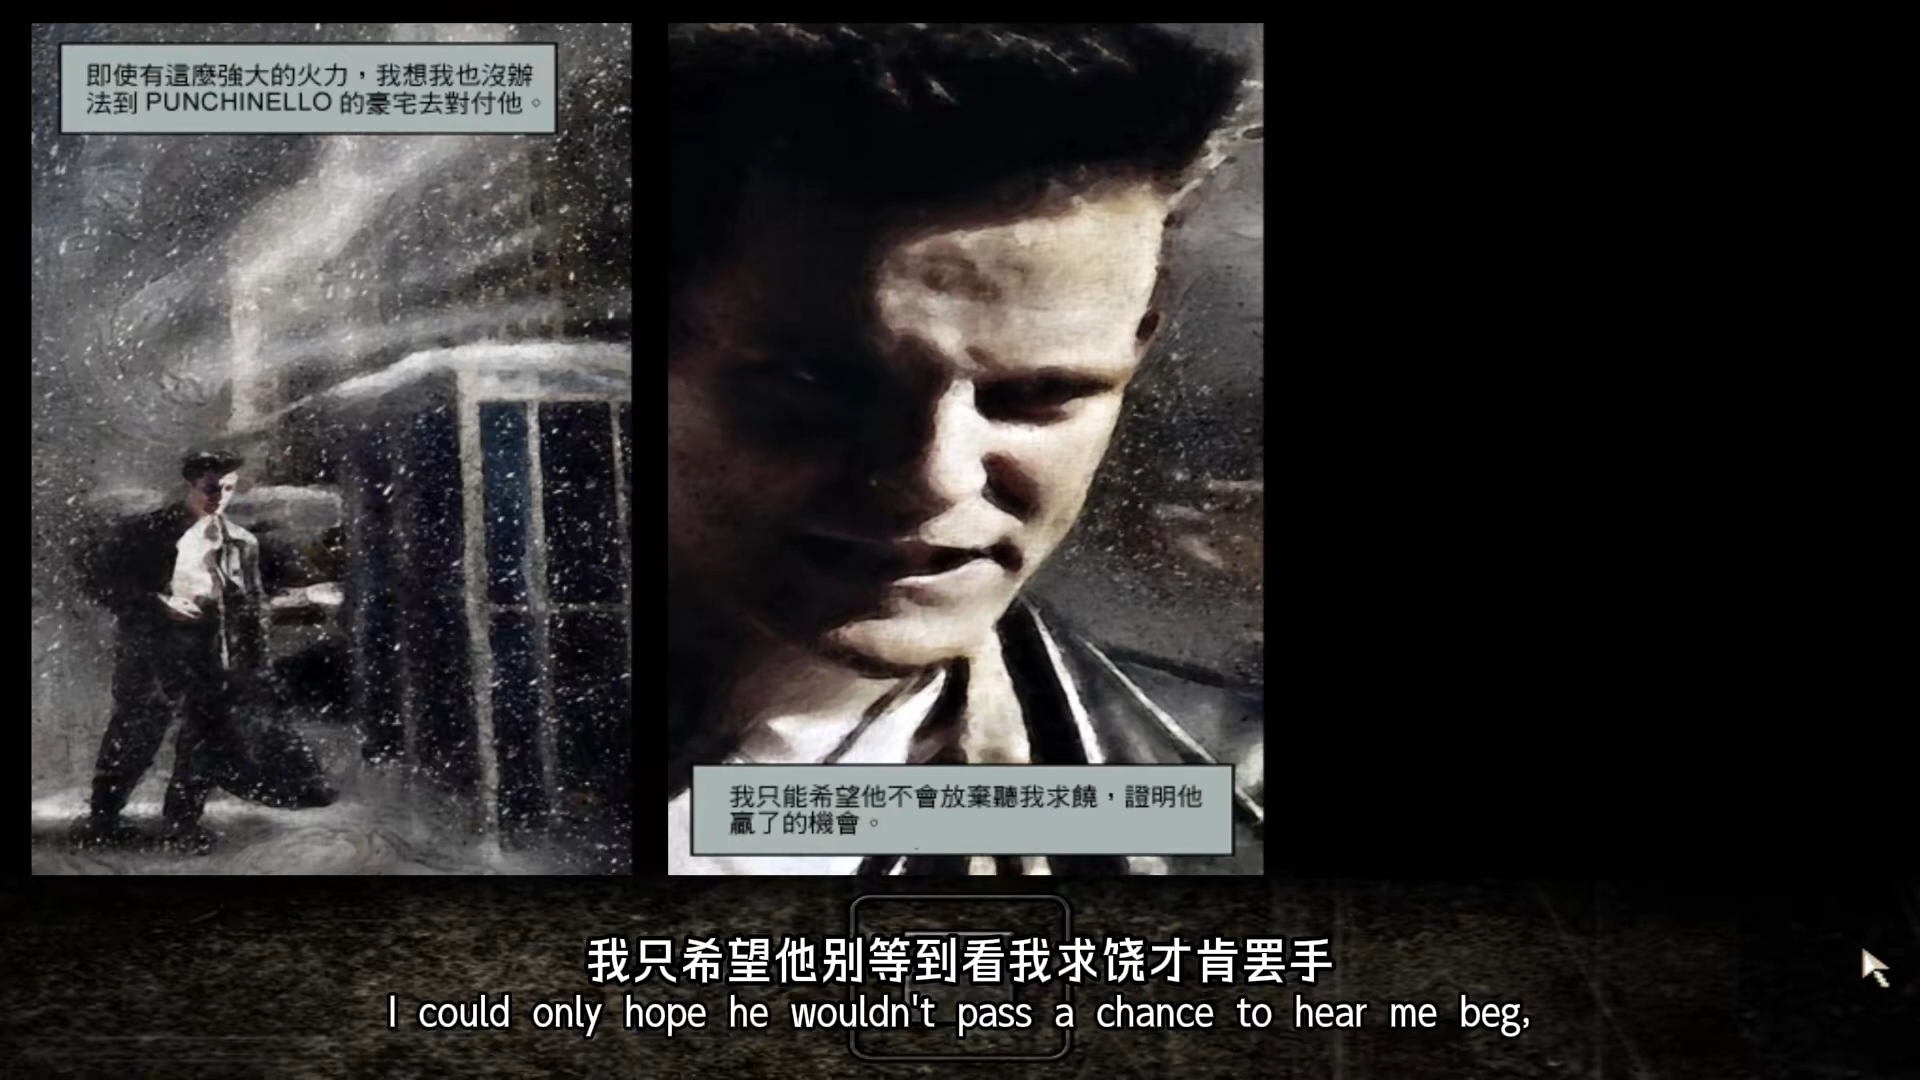 即使有這麼強大的火力，我想我也沒辦
法到 PUNCHINELLO 的豪宅去對付他。
我只能希望他不會放棄聽我求饒，證明他
贏了的機會。
我只希望他别等到看我求饶才肯罢手
I could only hope he wouldn't pass a chance to hear me beg,